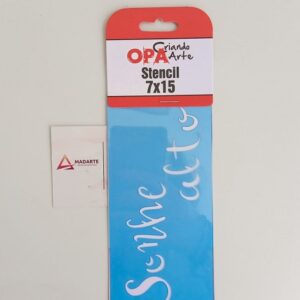 OPA Criando Arte
Stencil
7x15
Sonhe
alto
MADARTE